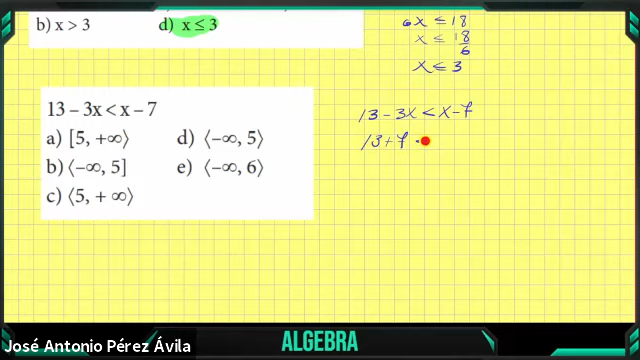 b) x > 3
d) x ≤ 3
6x ≤ 18
x ≤ 18/6
x ≤ 3
13 – 3x < x – 7
a) [5, +∞⟩
d) ⟨–∞, 5⟩
b) ⟨–∞, 5]
e) ⟨–∞, 6⟩
c) ⟨5, + ∞⟩
13 - 3x < x - 7
13 + 7
José Antonio Pérez Ávila
ALGEBRA